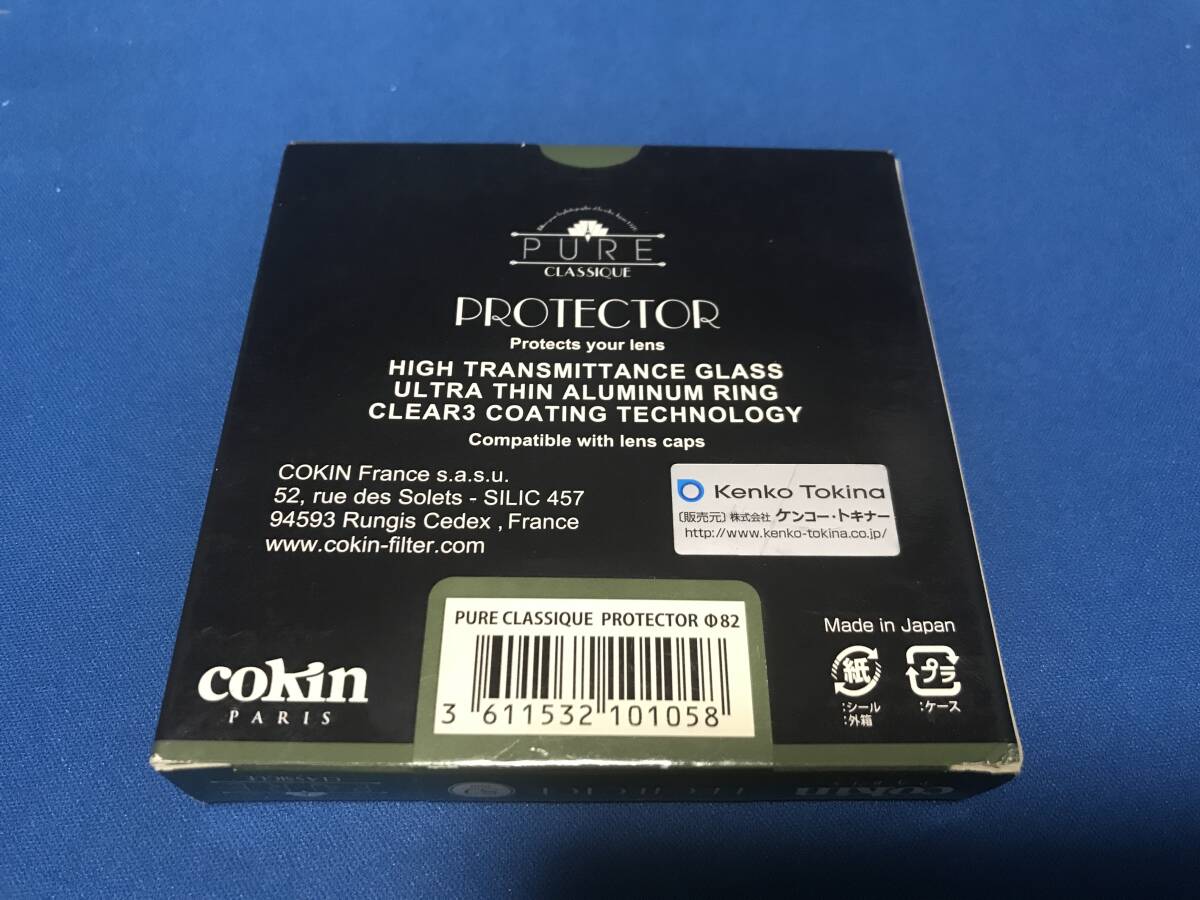 PURE
CLASSIQUE
PROTECTOR
Protects your lens
HIGH TRANSMITTANCE GLASS
ULTRA THIN ALUMINUM RING
CLEAR3 COATING TECHNOLOGY
Compatible with lens caps
COKIN France s.a.s.u.
52, rue des Solets - SILIC 457
94593 Rungis Cedex , France
www.cokin-filter.com
Kenko Tokina
〔販売元〕株式会社 ケンコー・トキナー
http://www.kenko-tokina.co.jp/
PURE CLASSIQUE PROTECTOR Φ82
3 611532 101058
Made in Japan
紙 プラ
:シール :ケース
:外箱
cokin
PARIS
CLASSIQUE
cokin